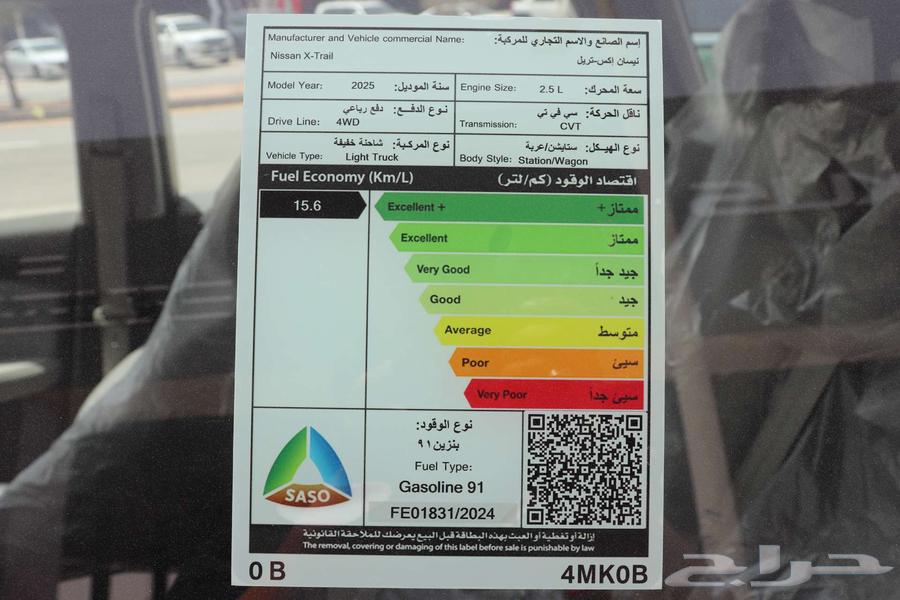 Manufacturer and Vehicle commercial Name: إسم الصانع والاسم التجاري للمركبة:
Nissan X-Trail نيسان إكس-تريل
Model Year: 2025 سنة الموديل:
Engine Size: 2.5 L سعة المحرك:
نوع الدفـــع: دفع رباعي
Drive Line: 4WD
ناقل الحركة: سي في تي
Transmission: CVT
نوع المركبة: شاحنة خفيفة
Vehicle Type: Light Truck
نوع الهيكل: ستايشن/عربة
Body Style: Station/Wagon
Fuel Economy (Km/L) اقتصاد الوقود (كم/لتر)
15.6
Excellent + ممتاز+
Excellent ممتاز
Very Good جيد جداً
Good جيد
Average متوسط
Poor سيئ
Very Poor سيئ جداً
SASO
نوع الوقود:
بنزين ٩١
Fuel Type:
Gasoline 91
FE01831/2024
إزالة أو تغطية أو العبث بهذه البطاقة قبل البيع يعرضك للملاحقة القانونية
The removal, covering or damaging of this label before sale is punishable by law
0 B 4MK0B
حراج